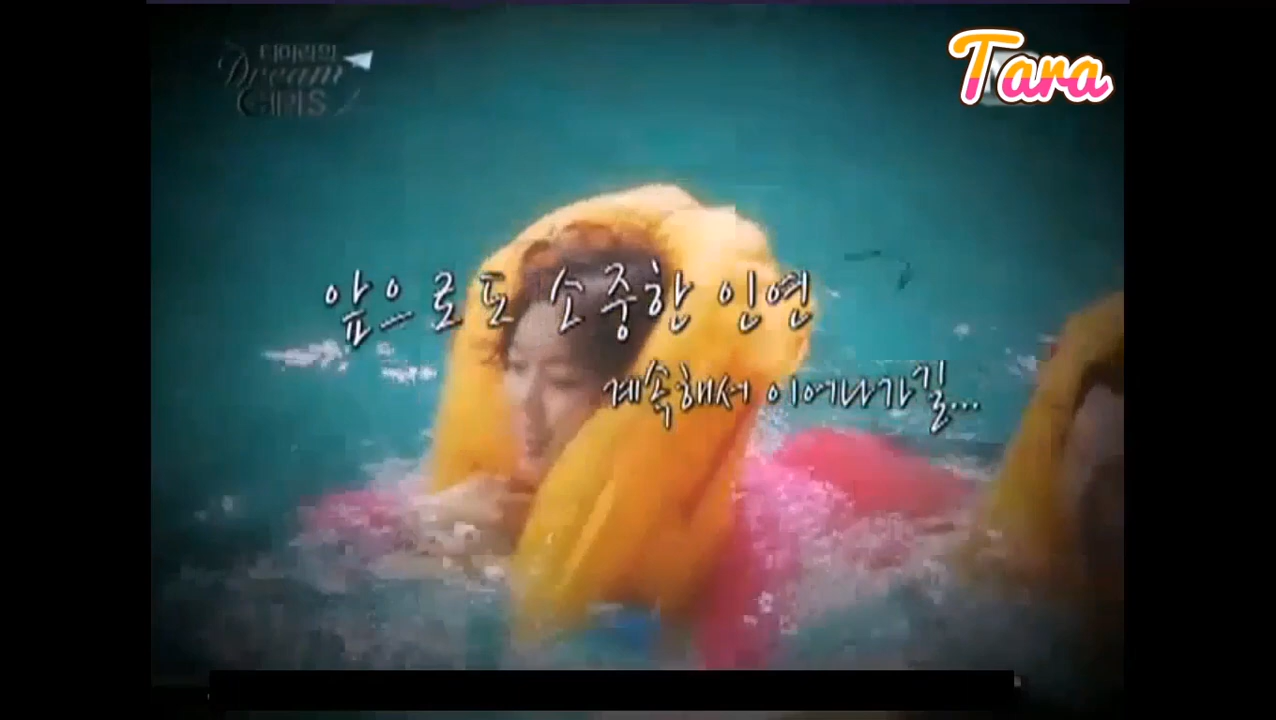 티아라의
Dream
Girls
Tara
앞으로도 소중한 인연
계속해서 이어나가길...